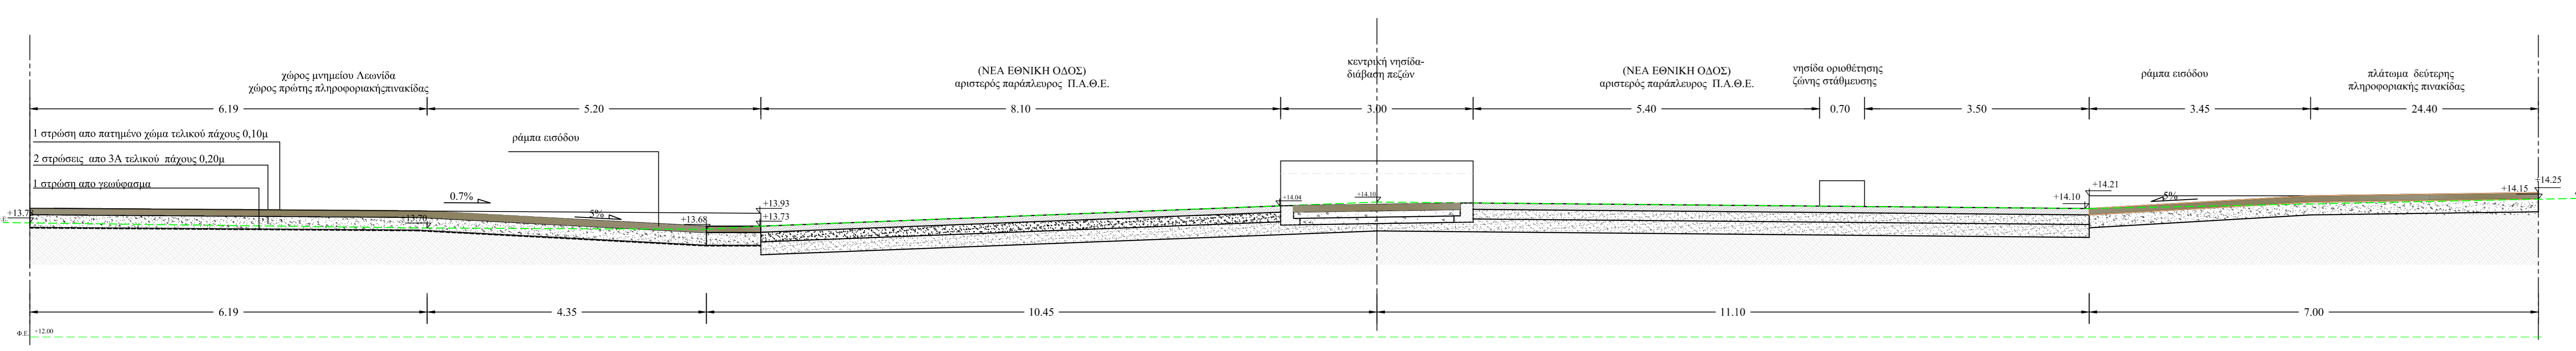 χώρος μνημείου Λεωνίδα
χώρος πρώτης πληροφοριακήςπινακίδας
(ΝΕΑ ΕΘΝΙΚΗ ΟΔΟΣ)
αριστερός παράπλευρος Π.Α.Θ.Ε.
κεντρική νησίδα-
διάβαση πεζών
(ΝΕΑ ΕΘΝΙΚΗ ΟΔΟΣ)
αριστερός παράπλευρος Π.Α.Θ.Ε.
νησίδα οριοθέτησης
ζώνης στάθμευσης
ράμπα εισόδου
πλάτωμα δεύτερης
πληροφοριακής πινακίδας
6.19 5.20 8.10 3.00 5.40 0.70 3.50 3.45 24.40
1 στρώση απο πατημένο χώμα τελικού πάχους 0,10μ
2 στρώσεις απο 3Α τελικού πάχους 0,20μ
1 στρώση απο γεωύφασμα
ράμπα εισόδου
0.7%
5%
+13.70
+13.68
+13.93
+13.73
+14.04
+14.10
+14.21
+14.10
5%
+14.25
+14.15
6.19 4.35 10.45 11.10 7.00
Φ.Ε. +12.00